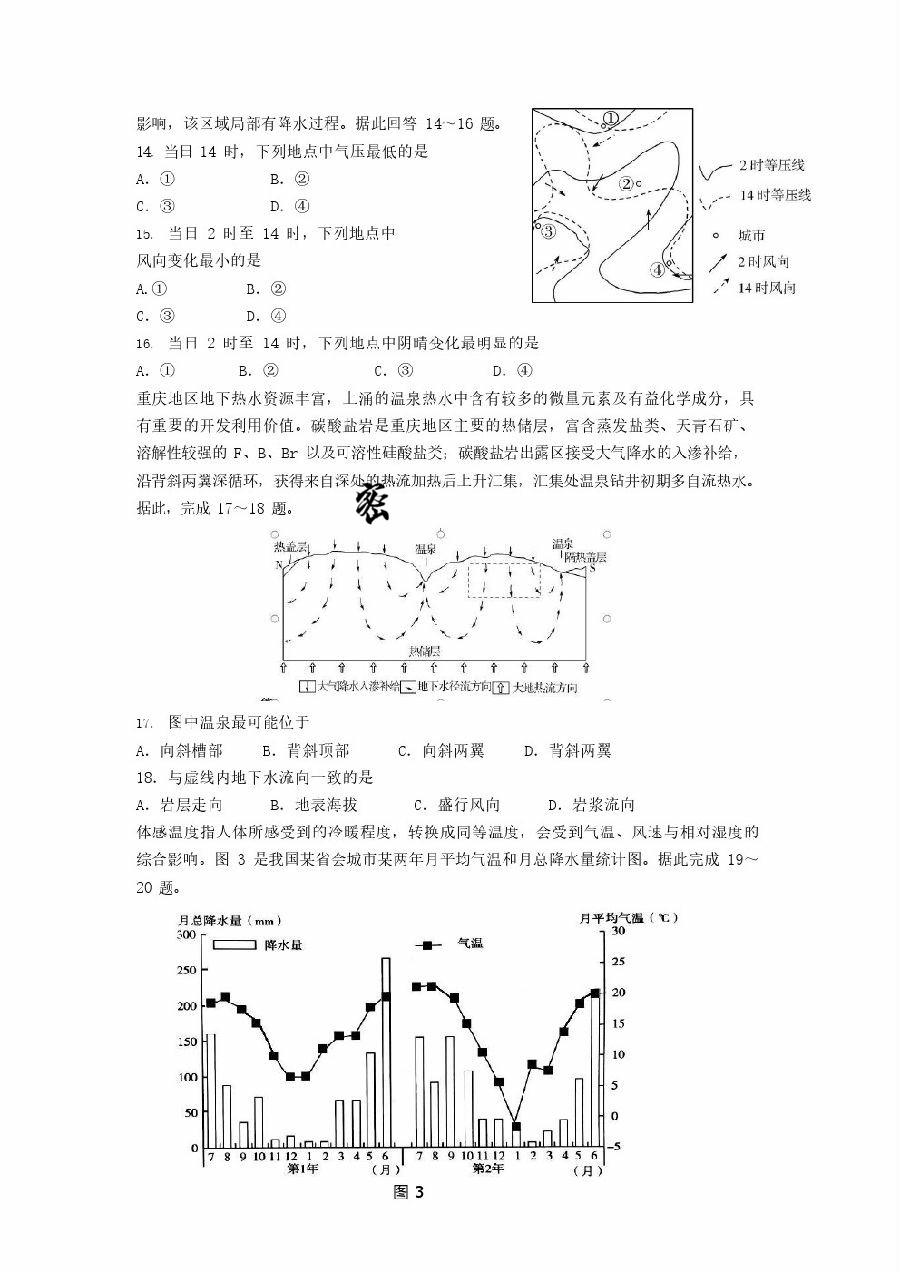 影响，该区域局部有降水过程。据此回答 14～16 题。
14. 当日 14 时，下列地点中气压最低的是
A．① B．②
C．③ D．④
15. 当日 2 时至 14 时，下列地点中
风向变化最小的是
A.① B．②
C．③ D．④
①
②
③
④
2时等压线
14时等压线
城市
2时风向
14时风向
16. 当日 2 时至 14 时，下列地点中阴晴变化最明显的是
A．① B．② C．③ D．④
重庆地区地下热水资源丰富，上涌的温泉热水中含有较多的微量元素及有益化学成分，具
有重要的开发利用价值。碳酸盐岩是重庆地区主要的热储层，富含蒸发盐类、天青石矿、
溶解性较强的 F、B、Br 以及可溶性硅酸盐类；碳酸盐岩出露区接受大气降水的入渗补给，
沿背斜两翼深循环，获得来自深处的热流加热后上升汇集，汇集处温泉钻井初期多自流热水。
据此，完成 17～18 题。
密
热盖层 温泉 温泉
隔热盖层
N S
热储层
大气降水入渗补给 地下水径流方向 大地热流方向
17. 图中温泉最可能位于
A．向斜槽部 B．背斜顶部 C．向斜两翼 D．背斜两翼
18．与虚线内地下水流向一致的是
A．岩层走向 B．地表海拔 C．盛行风向 D．岩浆流向
体感温度指人体所感受到的冷暖程度，转换成同等温度，会受到气温、风速与相对湿度的
综合影响。图 3 是我国某省会城市某两年月平均气温和月总降水量统计图。据此完成 19～
20 题。
月总降水量（mm） 月平均气温（℃）
降水量 气温
300
250
200
150
100
50
0
30
25
20
15
10
5
0
-5
7 8 9 10 11 12 1 2 3 4 5 6 7 8 9 10 11 12 1 2 3 4 5 6
第1年 （月） 第2年 （月）
图 3